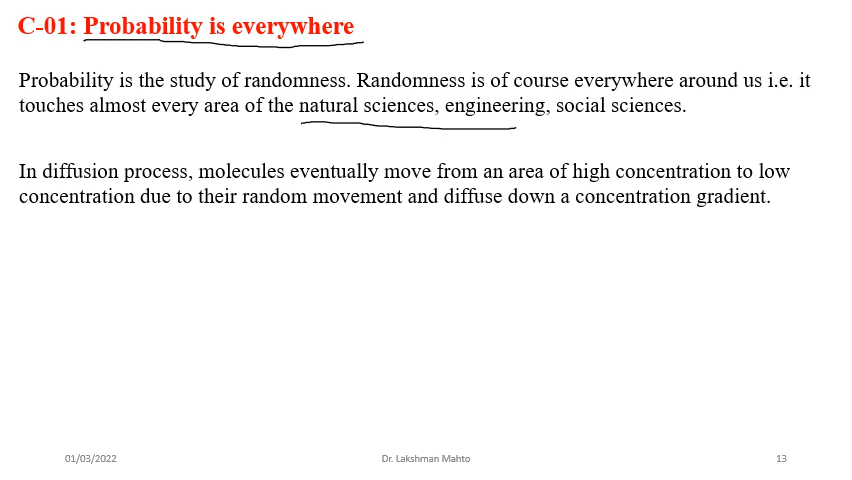 C-01: Probability is everywhere
Probability is the study of randomness. Randomness is of course everywhere around us i.e. it
touches almost every area of the natural sciences, engineering, social sciences.
In diffusion process, molecules eventually move from an area of high concentration to low
concentration due to their random movement and diffuse down a concentration gradient.
01/03/2022
Dr. Lakshman Mahto
13